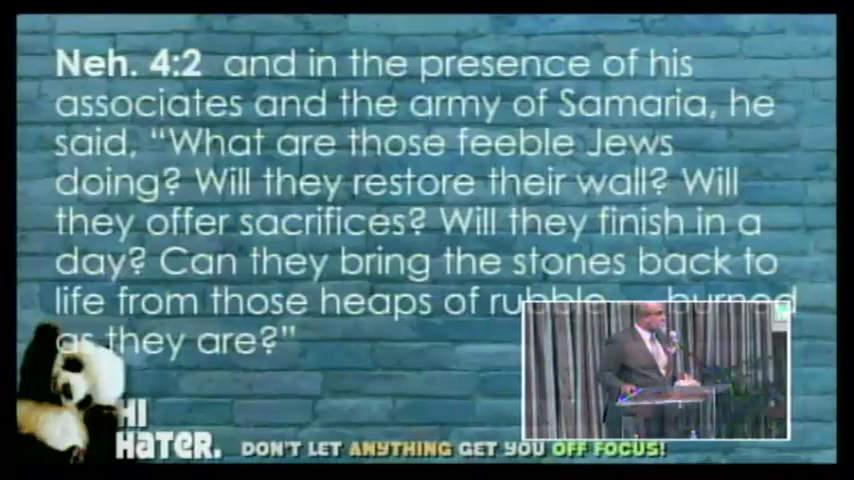 Neh. 4:2 and in the presence of his
associates and the army of Samaria, he
said, “What are those feeble Jews
doing? Will they restore their wall? Will
they offer sacrifices? Will they finish in a
day? Can they bring the stones back to
life from those heaps of rubble burned
as they are?”
HI
HATER.
DON'T LET ANYTHING GET YOU OFF FOCUS!